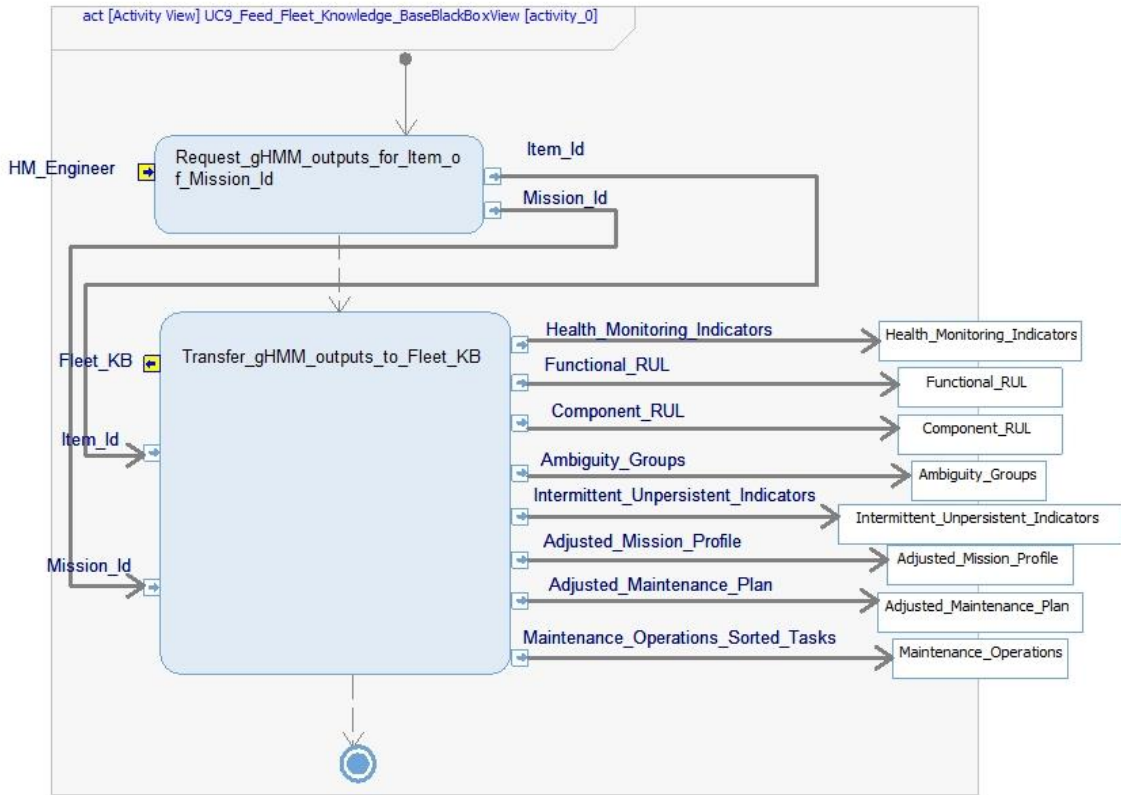 act [Activity View] UC9_Feed_Fleet_Knowledge_BaseBlackBoxView [activity_0]
HM_Engineer
Request_gHMM_outputs_for_Item_o
f_Mission_Id
Item_Id
Mission_Id
Fleet_KB
Transfer_gHMM_outputs_to_Fleet_KB
Item_Id
Mission_Id
Health_Monitoring_Indicators
Health_Monitoring_Indicators
Functional_RUL
Functional_RUL
Component_RUL
Component_RUL
Ambiguity_Groups
Ambiguity_Groups
Intermittent_Unpersistent_Indicators
Intermittent_Unpersistent_Indicators
Adjusted_Mission_Profile
Adjusted_Mission_Profile
Adjusted_Maintenance_Plan
Adjusted_Maintenance_Plan
Maintenance_Operations_Sorted_Tasks
Maintenance_Operations